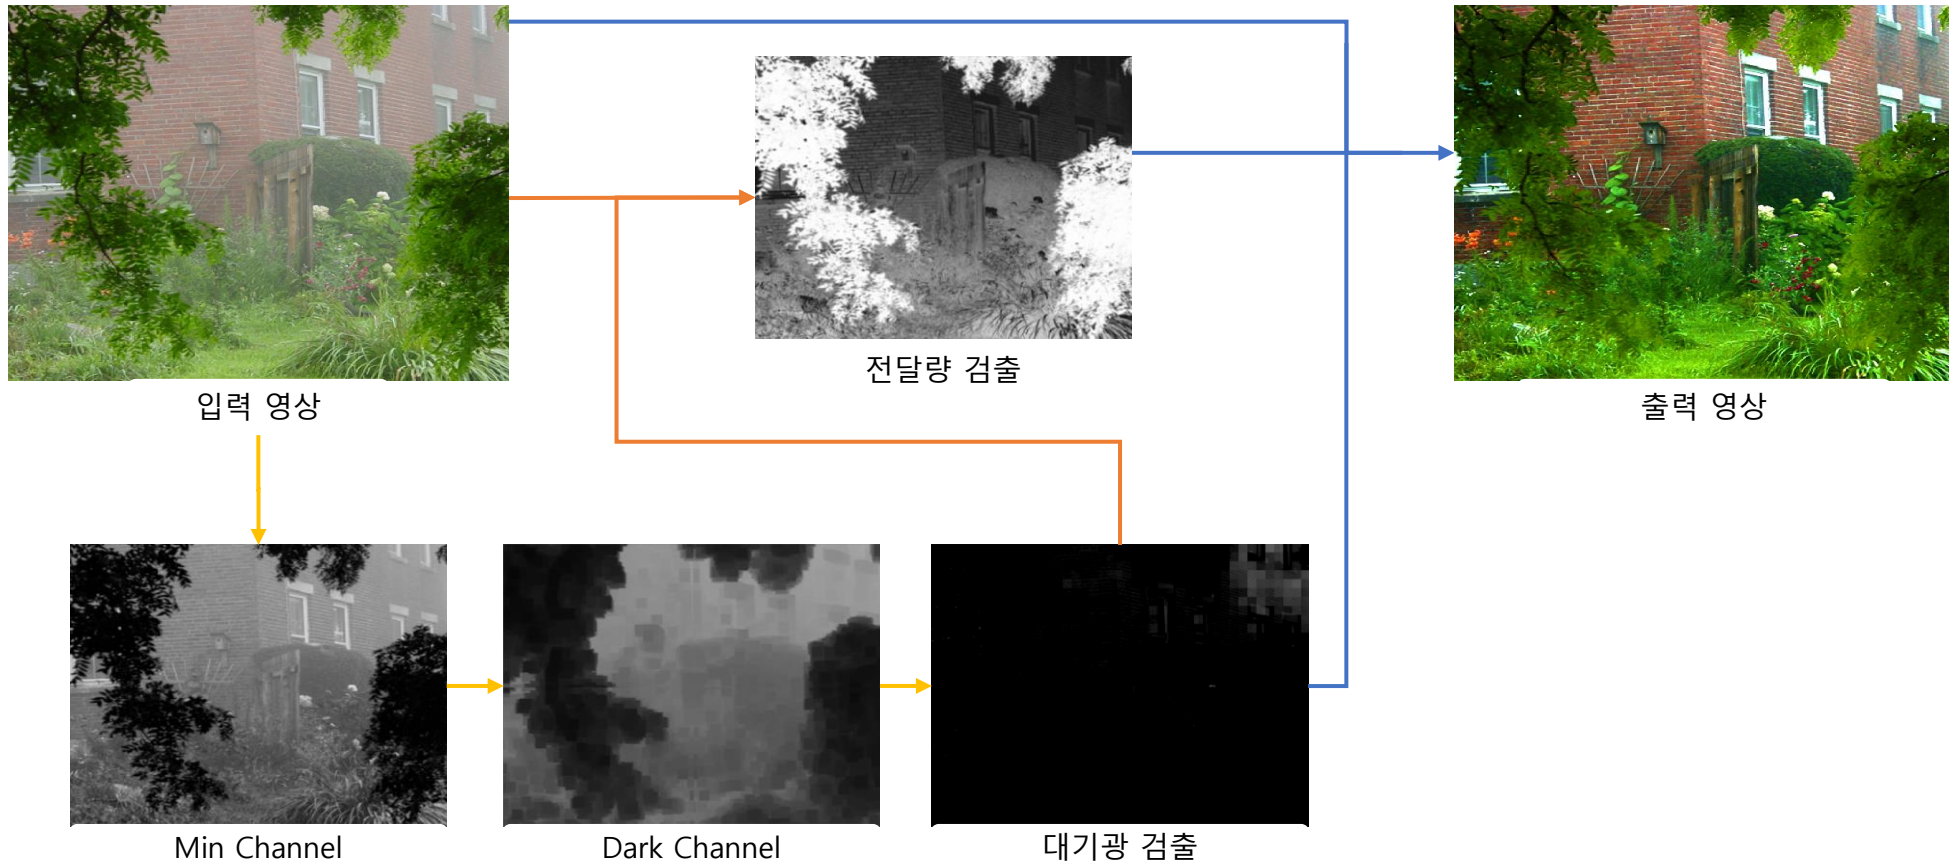 전달량 검출
입력 영상
출력 영상
Min Channel
Dark Channel
대기광 검출